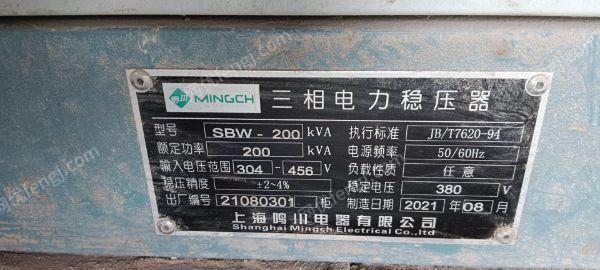 鸣川 MINGCH 三相电力稳压器
型号 SBW - 200 kVA 执行标准 JB/T7620-94
额定功率 200 kVA 电源频率 50/60Hz
输入电压范围 304 - 456 V 负载性质 任意
稳压精度 ±2~4% 稳定电压 380 V
出厂编号 21080301 柜 制造日期 2021 年 08 月
上海鸣川电器有限公司
Shanghai Mingch Electrical Co.,ltd